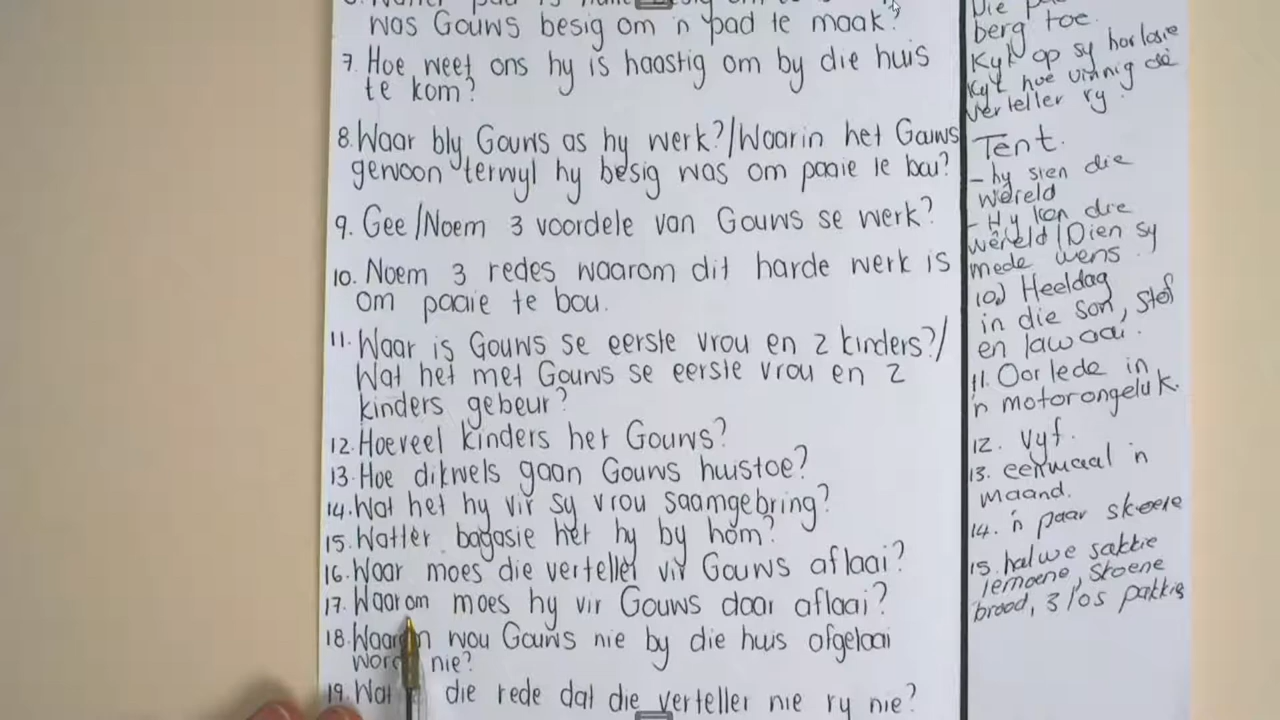 was Gouws besig om 'n pad te maak?
7. Hoe weet ons hy is haastig om by die huis
te kom?
8. Waar bly Gouws as hy werk?/Waarin het Gouws
gewoon terwyl hy besig was om paaie te bou?
9. Gee/Noem 3 voordele van Gouws se werk?
10. Noem 3 redes waarom dit harde werk is
om paaie te bou.
11. Waar is Gouws se eerste vrou en 2 kinders?/
Wat het met Gouws se eerste vrou en 2
kinders gebeur?
12. Hoeveel kinders het Gouws?
13. Hoe dikwels gaan Gouws huistoe?
14. Wat het hy vir sy vrou saamgebring?
15. Watter bagasie het hy by hom?
16. Waar moes die verteller vir Gouws aflaai?
17. Waarom moes hy vir Gouws daar aflaai?
18. wou Gouws nie by die huis afgelaai
nie?
19. Wat die rede dat die verteller nie ry nie?
Die
berg toe.
Kyk op sy horlosie
Kyk hoe vinnig die
verteller ry.
Tent.
- hy sien die
wêreld
- Hy kan die
wêreld/Dien sy
mede wens.
10.) Heeldag
in die son, stof
en lawaai.
11. Oorlede in
'n motorongeluk.
12. Vyf.
13. eenmaal 'n
maand.
14. 'n paar skoene
15. halwe sakkie
lemoene, Skoene
brood, 3 los pakkies